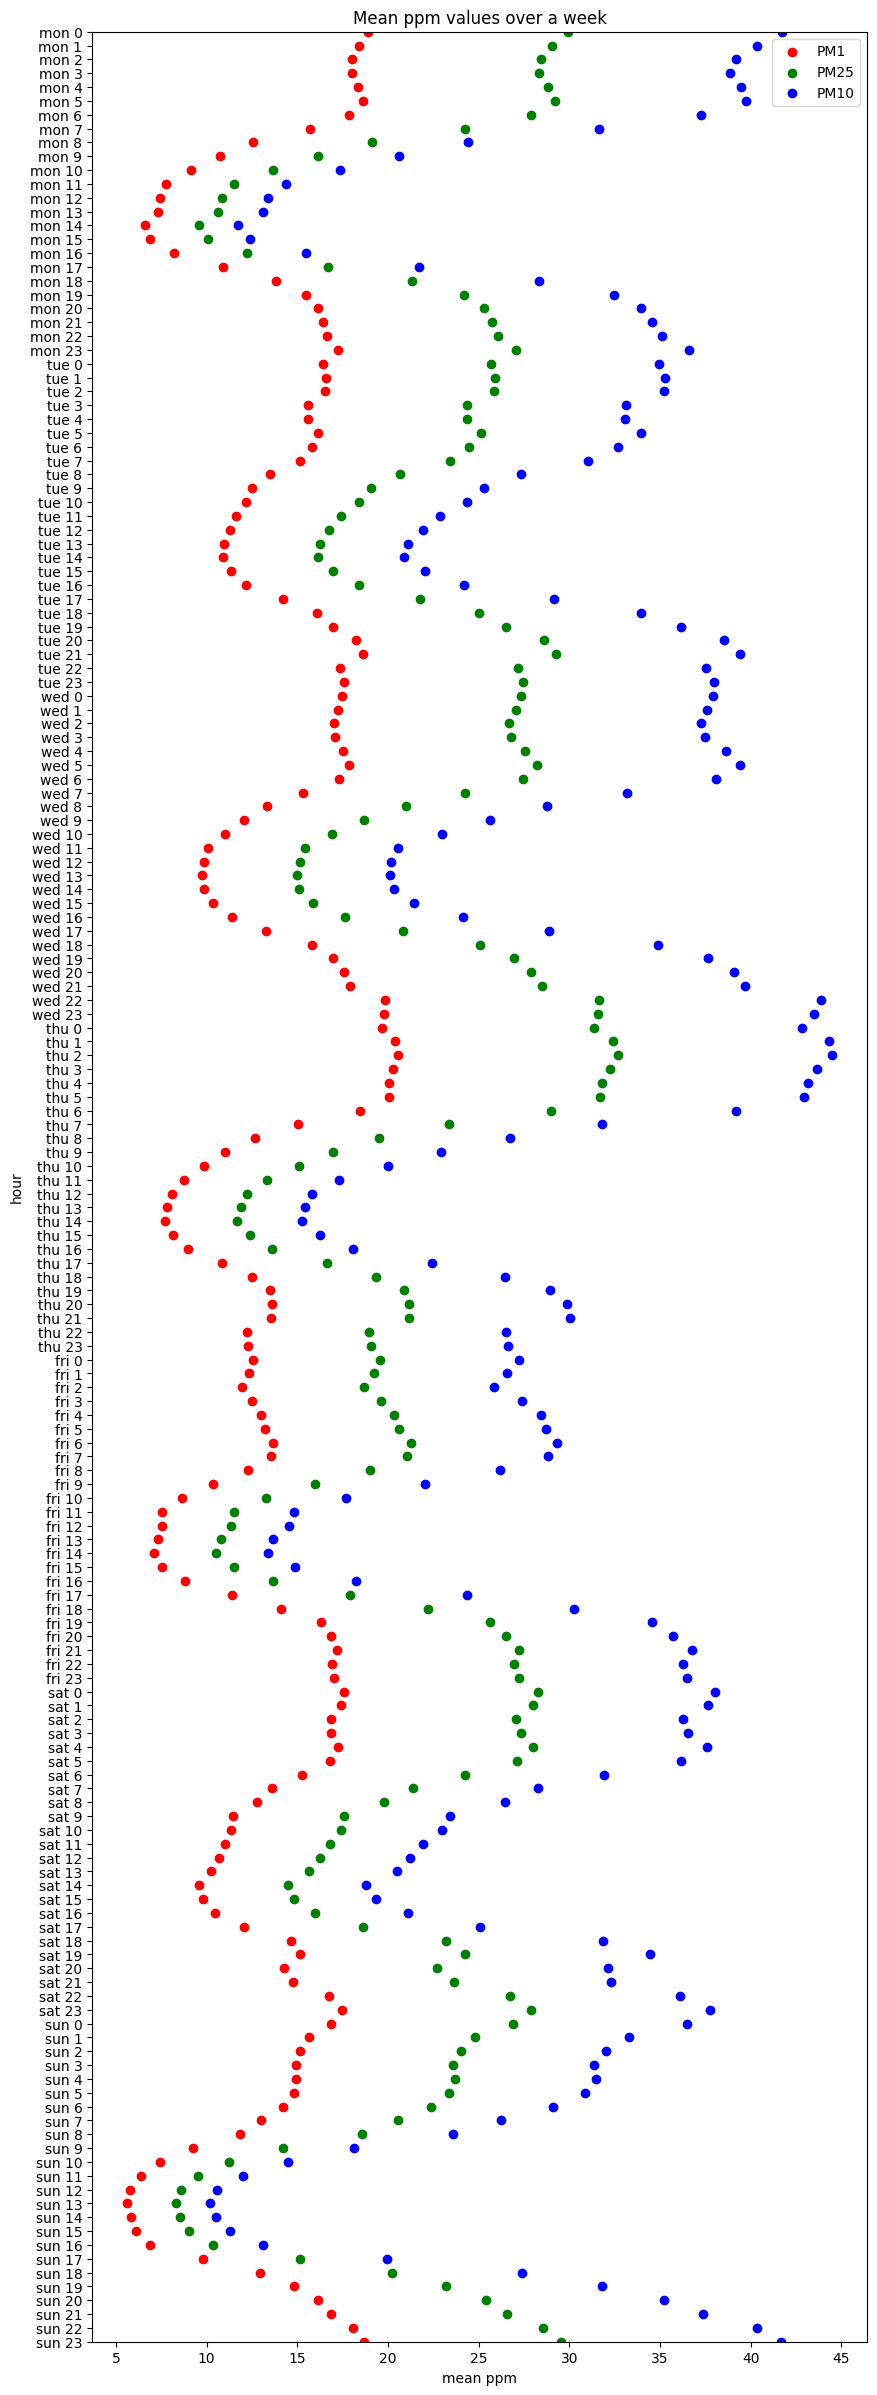 Mean ppm values over a week
PM1
PM25
PM10
mon 0
mon 1
mon 2
mon 3
mon 4
mon 5
mon 6
mon 7
mon 8
mon 9
mon 10
mon 11
mon 12
mon 13
mon 14
mon 15
mon 16
mon 17
mon 18
mon 19
mon 20
mon 21
mon 22
mon 23
tue 0
tue 1
tue 2
tue 3
tue 4
tue 5
tue 6
tue 7
tue 8
tue 9
tue 10
tue 11
tue 12
tue 13
tue 14
tue 15
tue 16
tue 17
tue 18
tue 19
tue 20
tue 21
tue 22
tue 23
wed 0
wed 1
wed 2
wed 3
wed 4
wed 5
wed 6
wed 7
wed 8
wed 9
wed 10
wed 11
wed 12
wed 13
wed 14
wed 15
wed 16
wed 17
wed 18
wed 19
wed 20
wed 21
wed 22
wed 23
thu 0
thu 1
thu 2
thu 3
thu 4
thu 5
thu 6
thu 7
thu 8
thu 9
thu 10
thu 11
thu 12
thu 13
thu 14
thu 15
thu 16
thu 17
thu 18
thu 19
thu 20
thu 21
thu 22
thu 23
fri 0
fri 1
fri 2
fri 3
fri 4
fri 5
fri 6
fri 7
fri 8
fri 9
fri 10
fri 11
fri 12
fri 13
fri 14
fri 15
fri 16
fri 17
fri 18
fri 19
fri 20
fri 21
fri 22
fri 23
sat 0
sat 1
sat 2
sat 3
sat 4
sat 5
sat 6
sat 7
sat 8
sat 9
sat 10
sat 11
sat 12
sat 13
sat 14
sat 15
sat 16
sat 17
sat 18
sat 19
sat 20
sat 21
sat 22
sat 23
sun 0
sun 1
sun 2
sun 3
sun 4
sun 5
sun 6
sun 7
sun 8
sun 9
sun 10
sun 11
sun 12
sun 13
sun 14
sun 15
sun 16
sun 17
sun 18
sun 19
sun 20
sun 21
sun 22
sun 23
hour
5 10 15 20 25 30 35 40 45
mean ppm